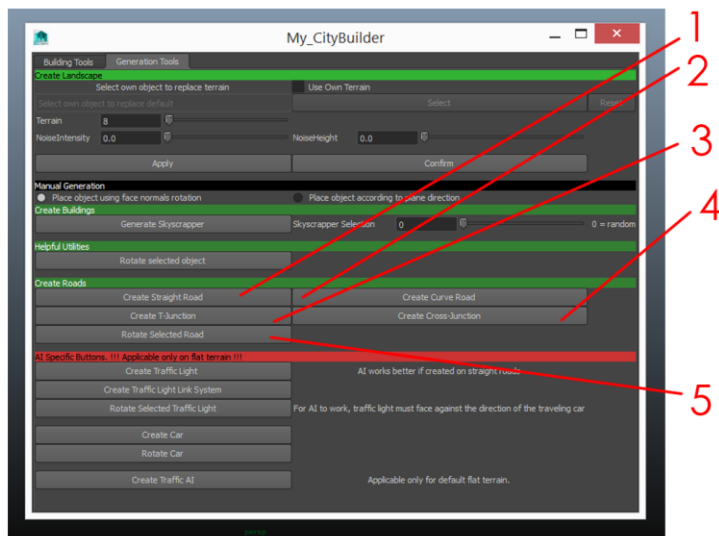 My_CityBuilder
1
2
3
4
5
Building Tools Generation Tools
Create Landscape
Select own object to replace terrain Use Own Terrain
Select own object to replace default Select Reset
Terrain 8
NoiseIntensity 0.0 NoiseHeight 0.0
Apply Confirm
Manual Generation
Place object using face normals rotation Place object according to plane direction
Create Buildings
Generate Skyscrapper Skyscrapper Selection 0 0 = random
Helpful Utilities
Rotate selected object
Create Roads
Create Straight Road Create Curve Road
Create T-Junction Create Cross-Junction
Rotate Selected Road
AI Specific Buttons. !!! Applicable only on flat terrain !!!
Create Traffic Light AI works better if created on straight roads
Create Traffic Light Link System
Rotate Selected Traffic Light For AI to work, traffic light must face against the direction of the traveling car
Create Car
Rotate Car
Create Traffic AI Applicable only for default flat terrain.
persp